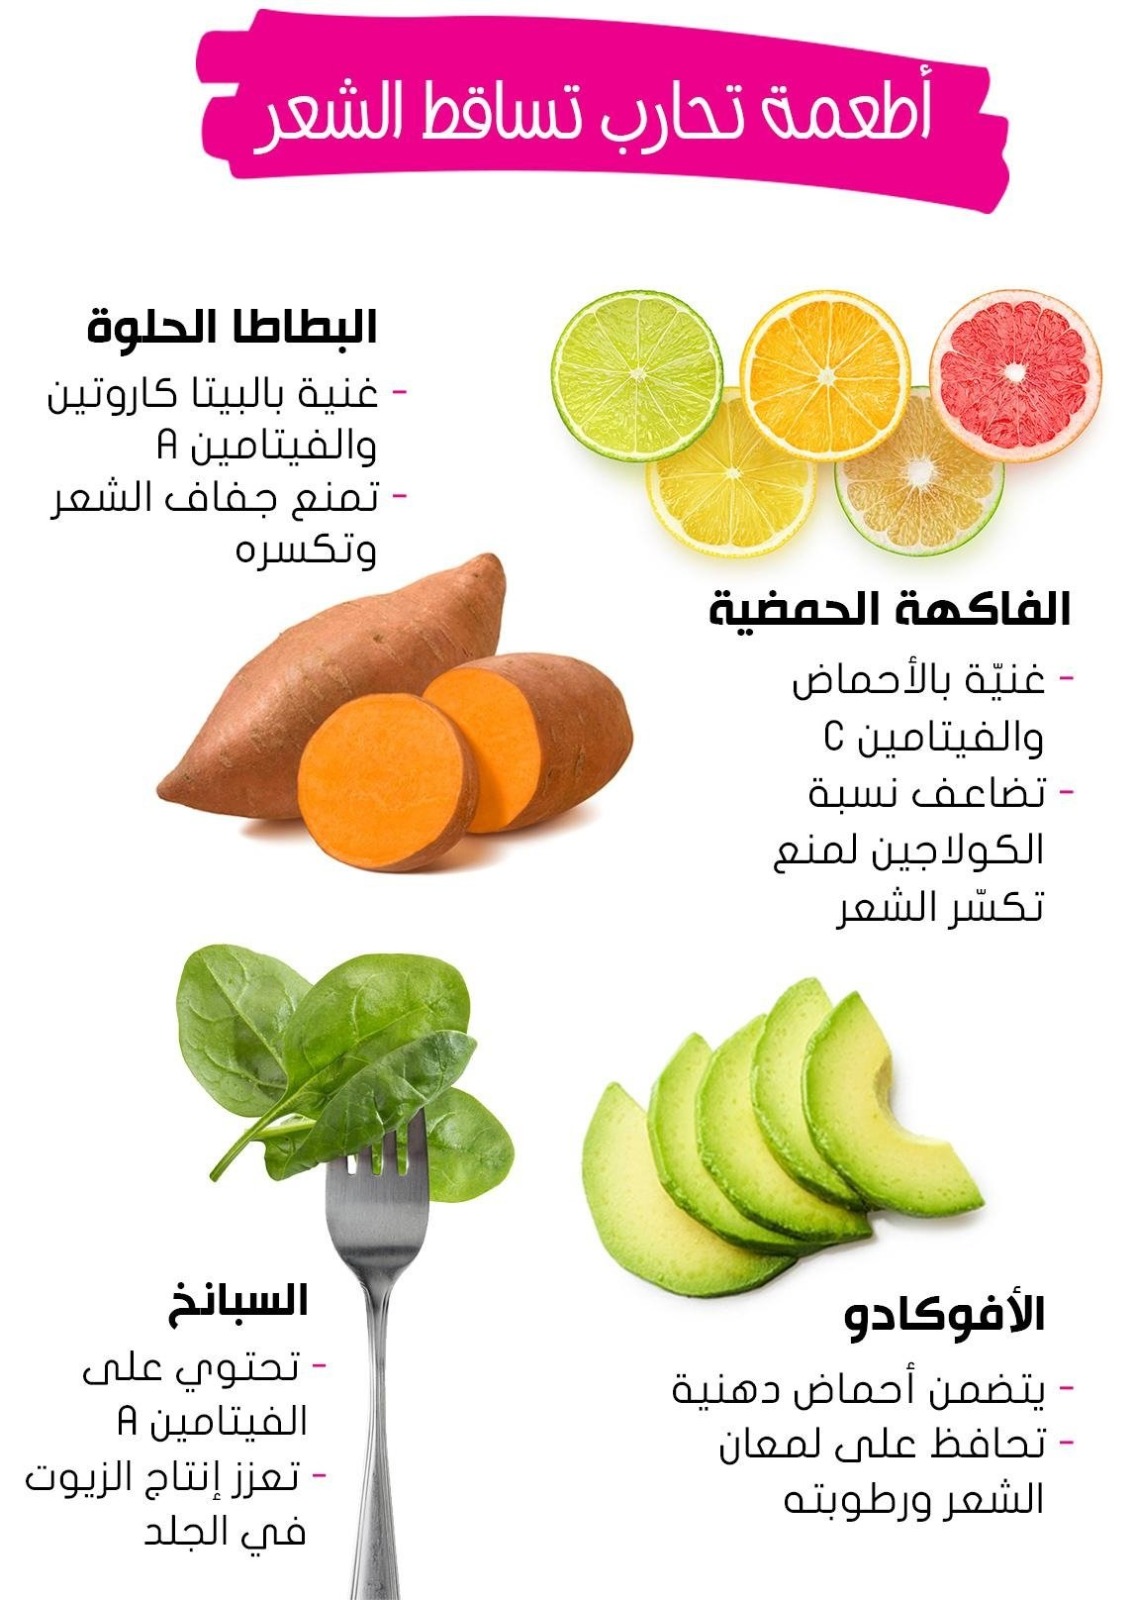 أطعمة تحارب تساقط الشعر
الفاكهة الحمضية
- غنيّة بالأحماض
والفيتامين C
- تضاعف نسبة
الكولاجين لمنع
تكسّر الشعر
البطاطا الحلوة
- غنية بالبيتا كاروتين
والفيتامين A
- تمنع جفاف الشعر
وتكسره
الأفوكادو
- يتضمن أحماض دهنية
- تحافظ على لمعان
الشعر ورطوبته
السبانخ
- تحتوي على
الفيتامين A
- تعزز إنتاج الزيوت
في الجلد